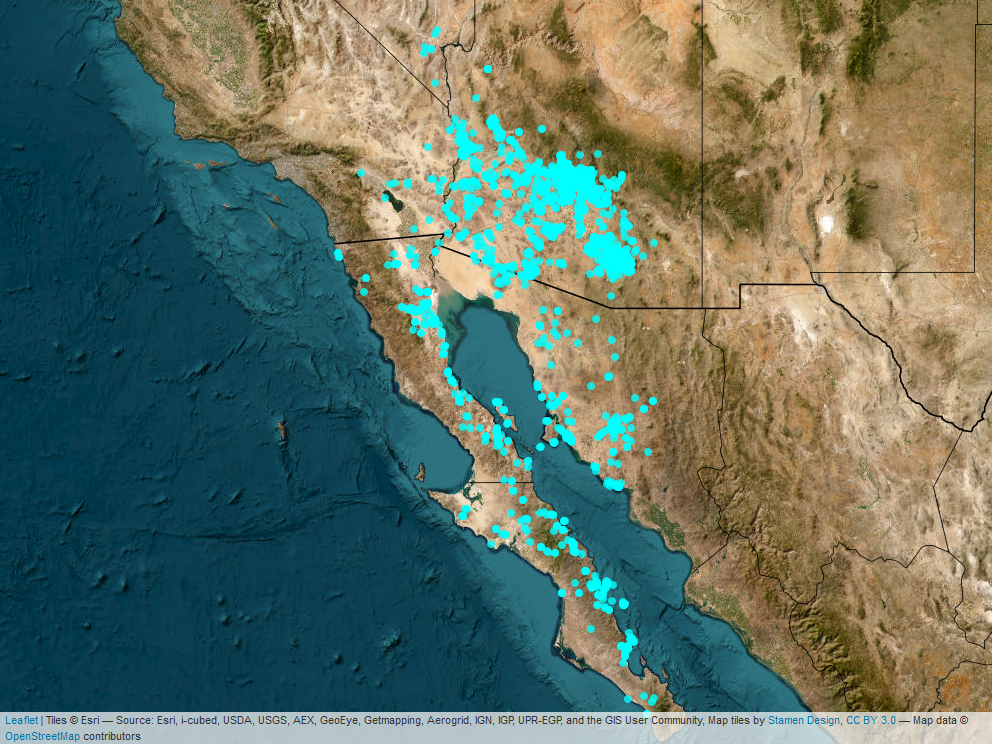 Leaflet | Tiles © Esri — Source: Esri, i-cubed, USDA, USGS, AEX, GeoEye, Getmapping, Aerogrid, IGN, IGP, UPR-EGP, and the GIS User Community, Map tiles by Stamen Design, CC BY 3.0 — Map data ©
OpenStreetMap contributors